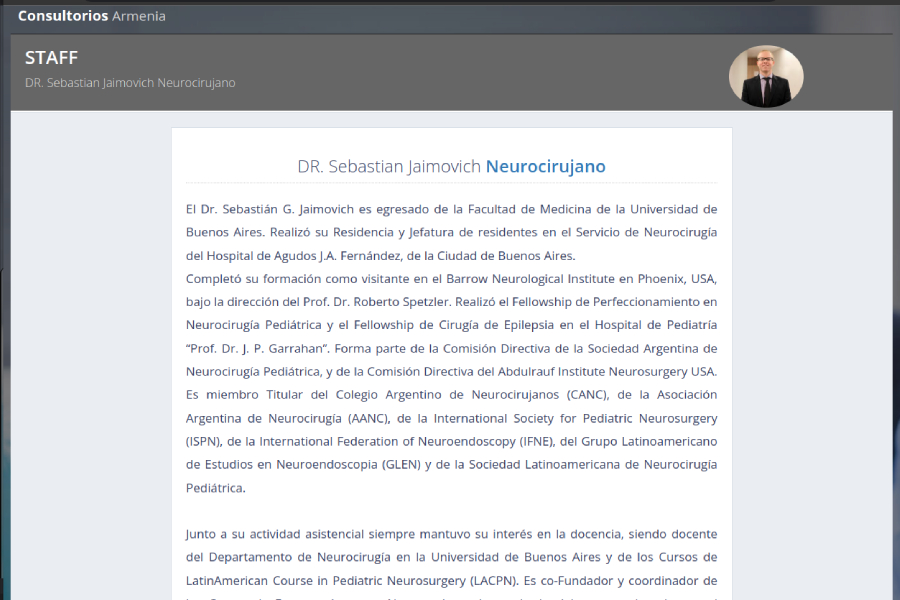 Consultorios Armenia
STAFF
DR. Sebastian Jaimovich Neurocirujano
DR. Sebastian Jaimovich Neurocirujano
El Dr. Sebastián G. Jaimovich es egresado de la Facultad de Medicina de la Universidad de
Buenos Aires. Realizó su Residencia y Jefatura de residentes en el Servicio de Neurocirugía
del Hospital de Agudos J.A. Fernández, de la Ciudad de Buenos Aires.
Completó su formación como visitante en el Barrow Neurological Institute en Phoenix, USA,
bajo la dirección del Prof. Dr. Roberto Spetzler. Realizó el Fellowship de Perfeccionamiento en
Neurocirugía Pediátrica y el Fellowship de Cirugía de Epilepsia en el Hospital de Pediatría
“Prof. Dr. J. P. Garrahan”. Forma parte de la Comisión Directiva de la Sociedad Argentina de
Neurocirugía Pediátrica, y de la Comisión Directiva del Abdulrauf Institute Neurosurgery USA.
Es miembro Titular del Colegio Argentino de Neurocirujanos (CANC), de la Asociación
Argentina de Neurocirugía (AANC), de la International Society for Pediatric Neurosurgery
(ISPN), de la International Federation of Neuroendoscopy (IFNE), del Grupo Latinoamericano
de Estudios en Neuroendoscopia (GLEN) y de la Sociedad Latinoamericana de Neurocirugía
Pediátrica.
Junto a su actividad asistencial siempre mantuvo su interés en la docencia, siendo docente
del Departamento de Neurocirugía en la Universidad de Buenos Aires y de los Cursos de
LatinAmerican Course in Pediatric Neurosurgery (LACPN). Es co-Fundador y coordinador de